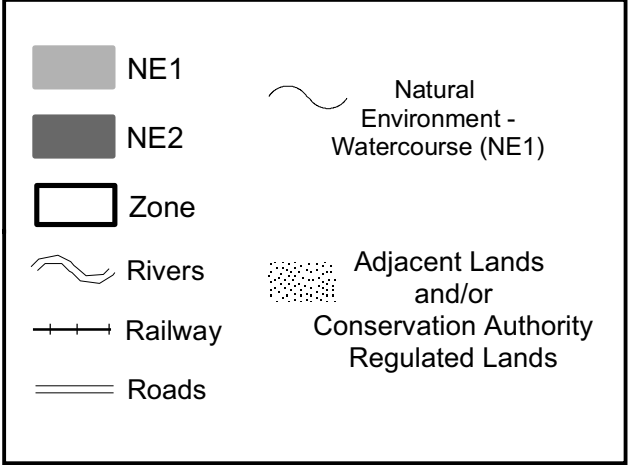 NE1
NE2
Zone
Rivers
Railway
Roads
Natural
Environment -
Watercourse (NE1)
Adjacent Lands
and/or
Conservation Authority
Regulated Lands